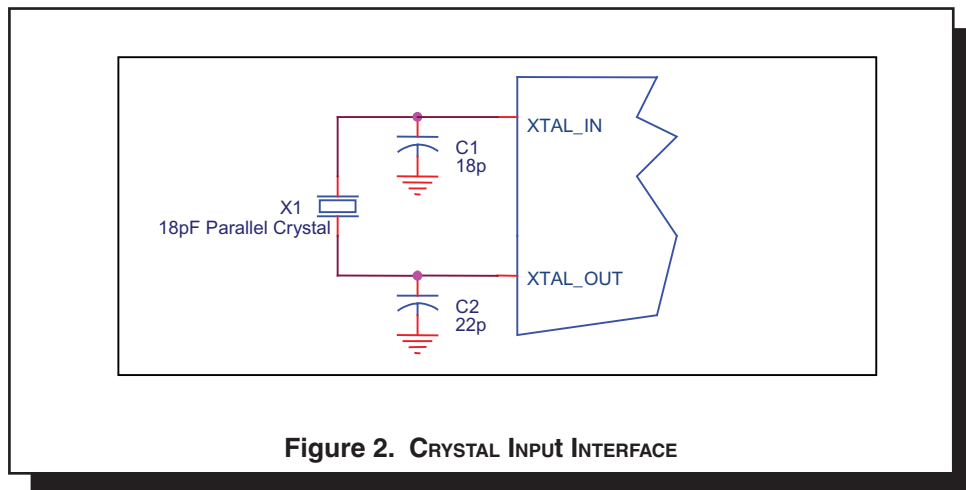 XTAL_IN
C1
18p
X1
18pF Parallel Crystal
XTAL_OUT
C2
22p
Figure 2. CRYSTAL INPUt INTERFACE